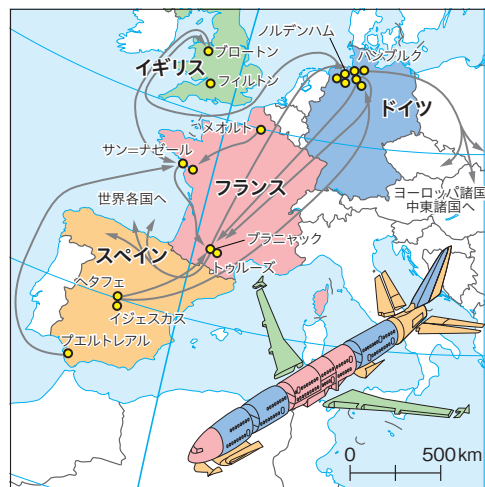 ノルデンハム
ブロートン
ハンブルク
イギリス
フィルトン
ドイツ
メオルト
サン=ナゼール
フランス
世界各国へ
ヨーロッパ諸国
中東諸国へ
ブラニャック
スペイン
トゥルーズ
ヘタフェ
イジェスカス
プエルトレアル
0 500km